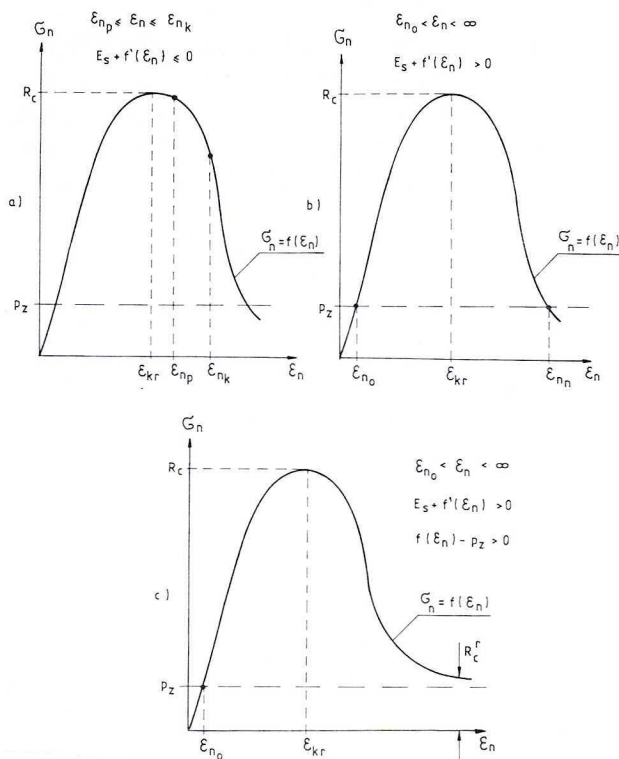 εnp ≤ εn ≤ εnk
Es + f'(εn) ≤ 0
σn
Rc
a)
σn = f(εn)
pz
εkr
εnp
εnk
εn
εno < εn < ∞
Es + f'(εn) > 0
σn
Rc
b)
σn = f(εn)
pz
εno
εkr
εnn
εn
σn
Rc
εno < εn < ∞
Es + f'(εn) > 0
f(εn) - pz > 0
c)
σn = f(εn)
Rcr
pz
εno
εkr
εn